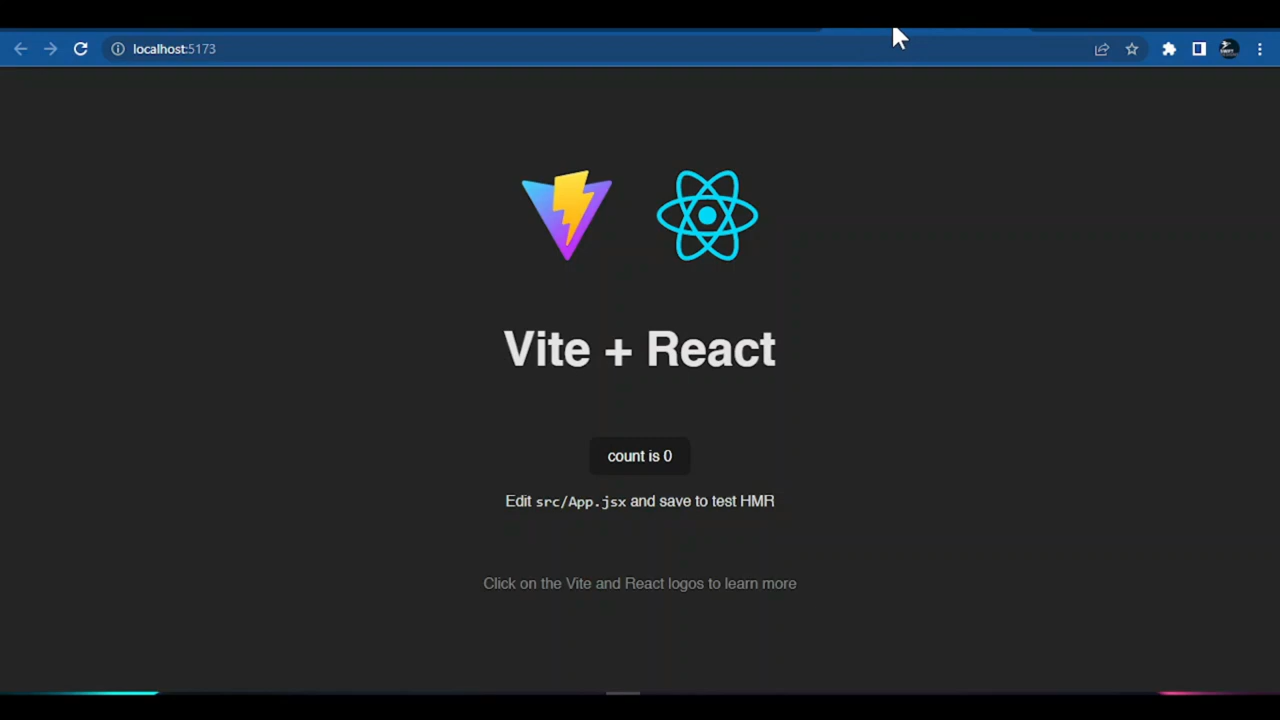 localhost:5173
Vite + React
count is 0
Edit src/App.jsx and save to test HMR
Click on the Vite and React logos to learn more